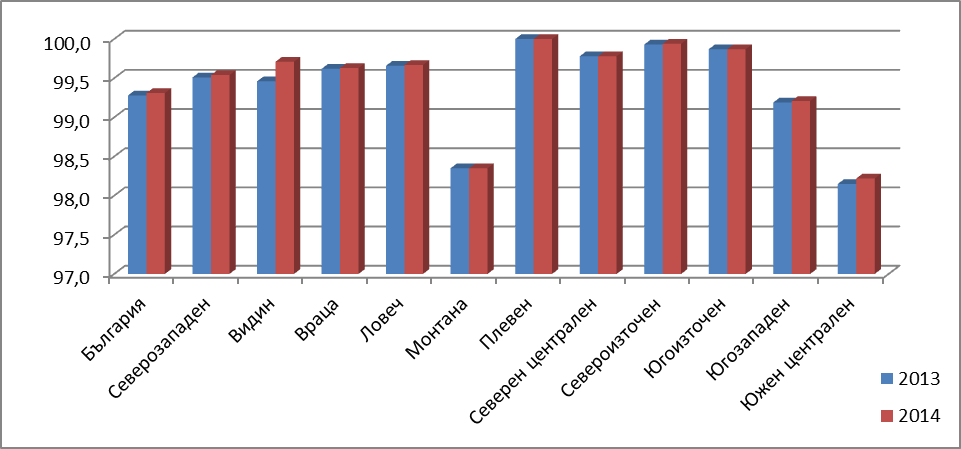 100,0
99,5
99,0
98,5
98,0
97,5
97,0
България
Северозападен
Видин
Враца
Ловеч
Монтана
Плевен
Северен централен
Североизточен
Югоизточен
Югозападен
Южен централен
2013
2014